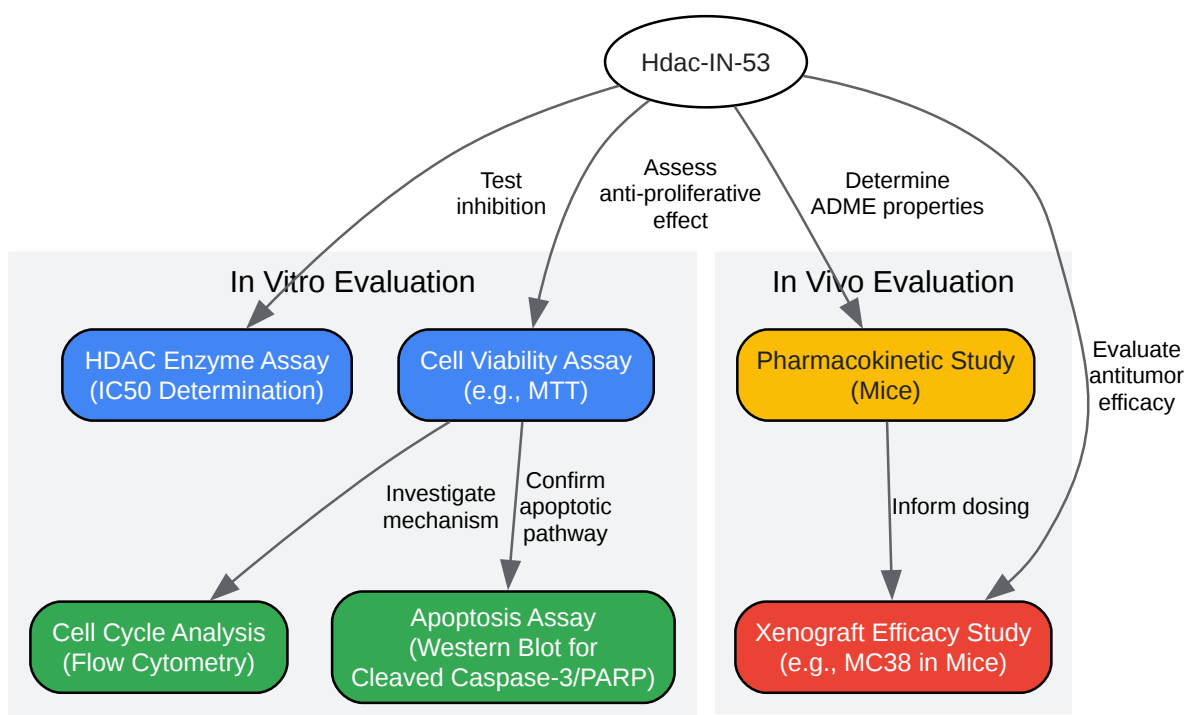 Hdac-IN-53
Test
inhibition
Assess
anti-proliferative
effect
Determine
ADME properties
In Vitro Evaluation
In Vivo Evaluation
HDAC Enzyme Assay
(IC50 Determination)
Cell Viability Assay
(e.g., MTT)
Pharmacokinetic Study
(Mice)
Evaluate
antitumor
efficacy
Investigate
mechanism
Confirm
apoptotic
pathway
Inform dosing
Cell Cycle Analysis
(Flow Cytometry)
Apoptosis Assay
(Western Blot for
Cleaved Caspase-3/PARP)
Xenograft Efficacy Study
(e.g., MC38 in Mice)